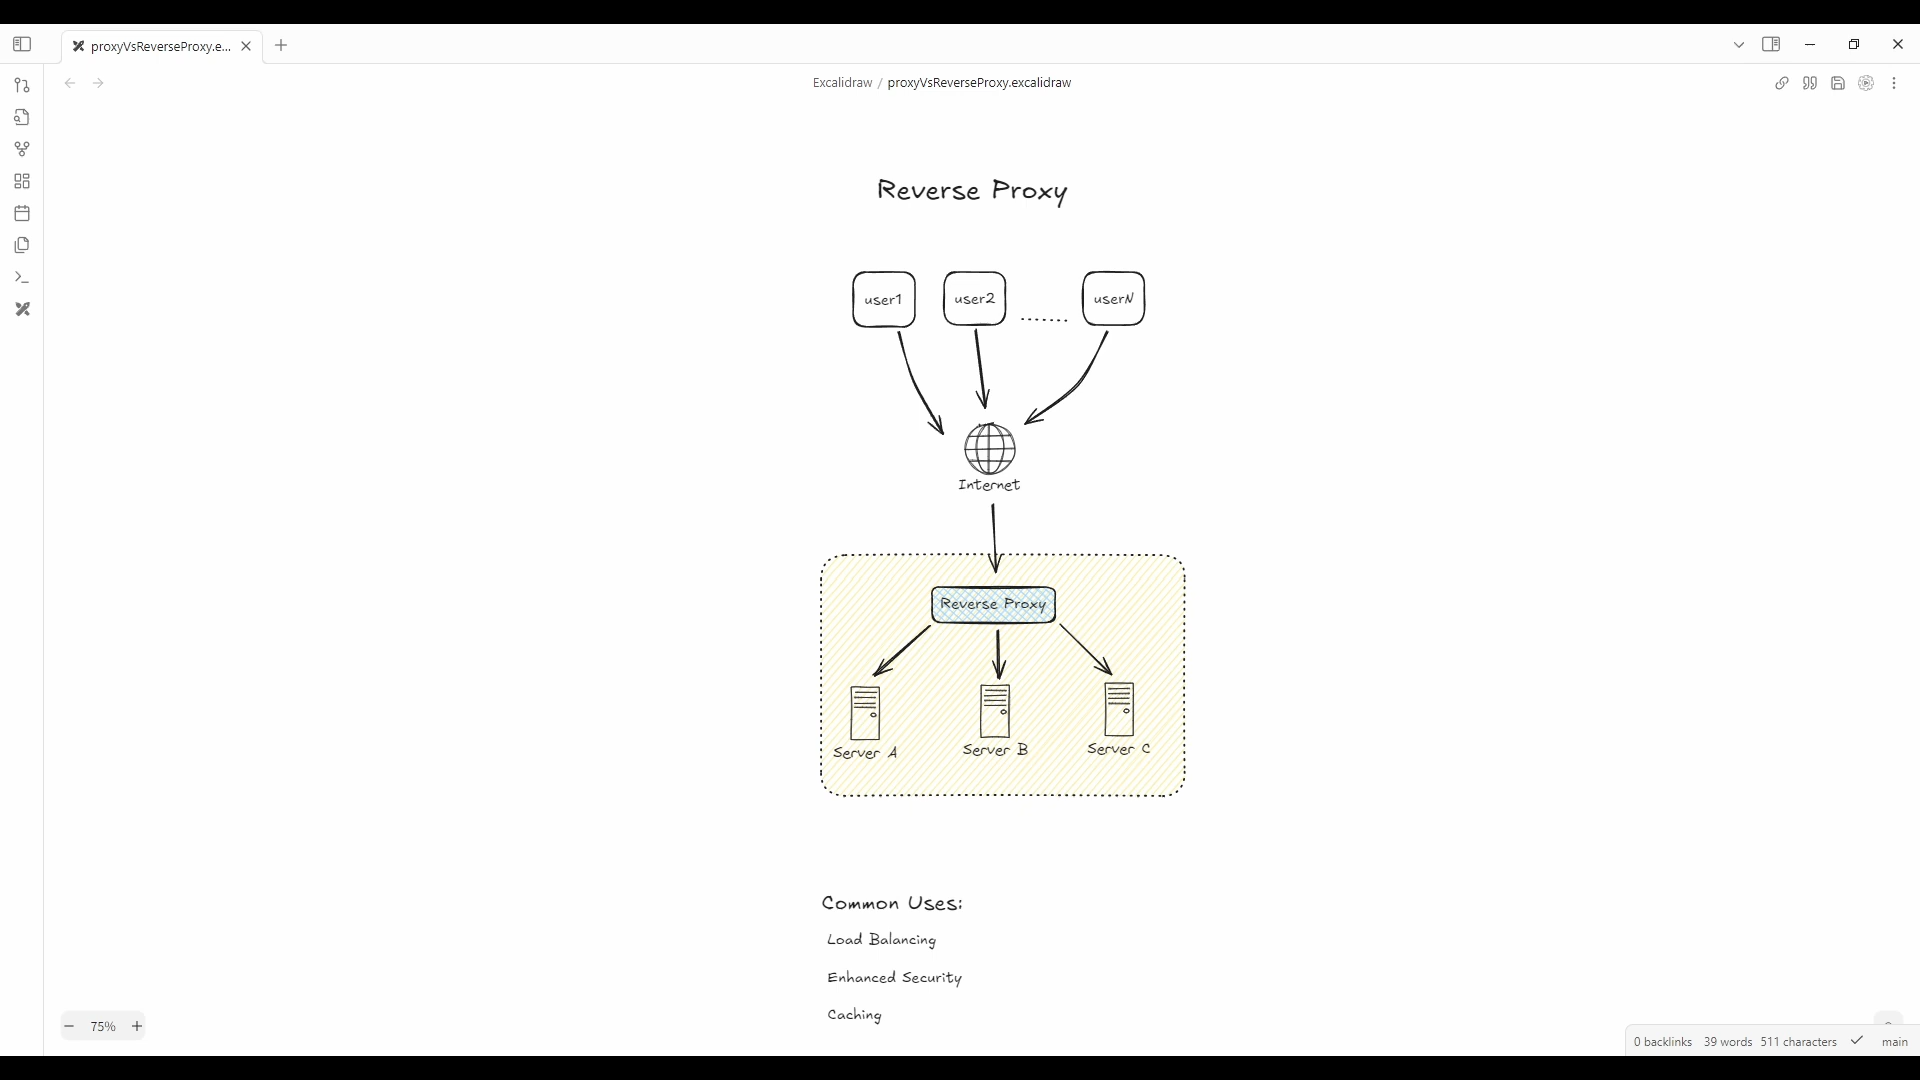 proxyVsReverseProxy.e...
Excalidraw / proxyVsReverseProxy.excalidraw
Reverse Proxy
user1 user2 ...... userN
Internet
Reverse Proxy
Server A Server B Server C
Common Uses:
Load Balancing
Enhanced Security
Caching
75%
0 backlinks 39 words 511 characters main